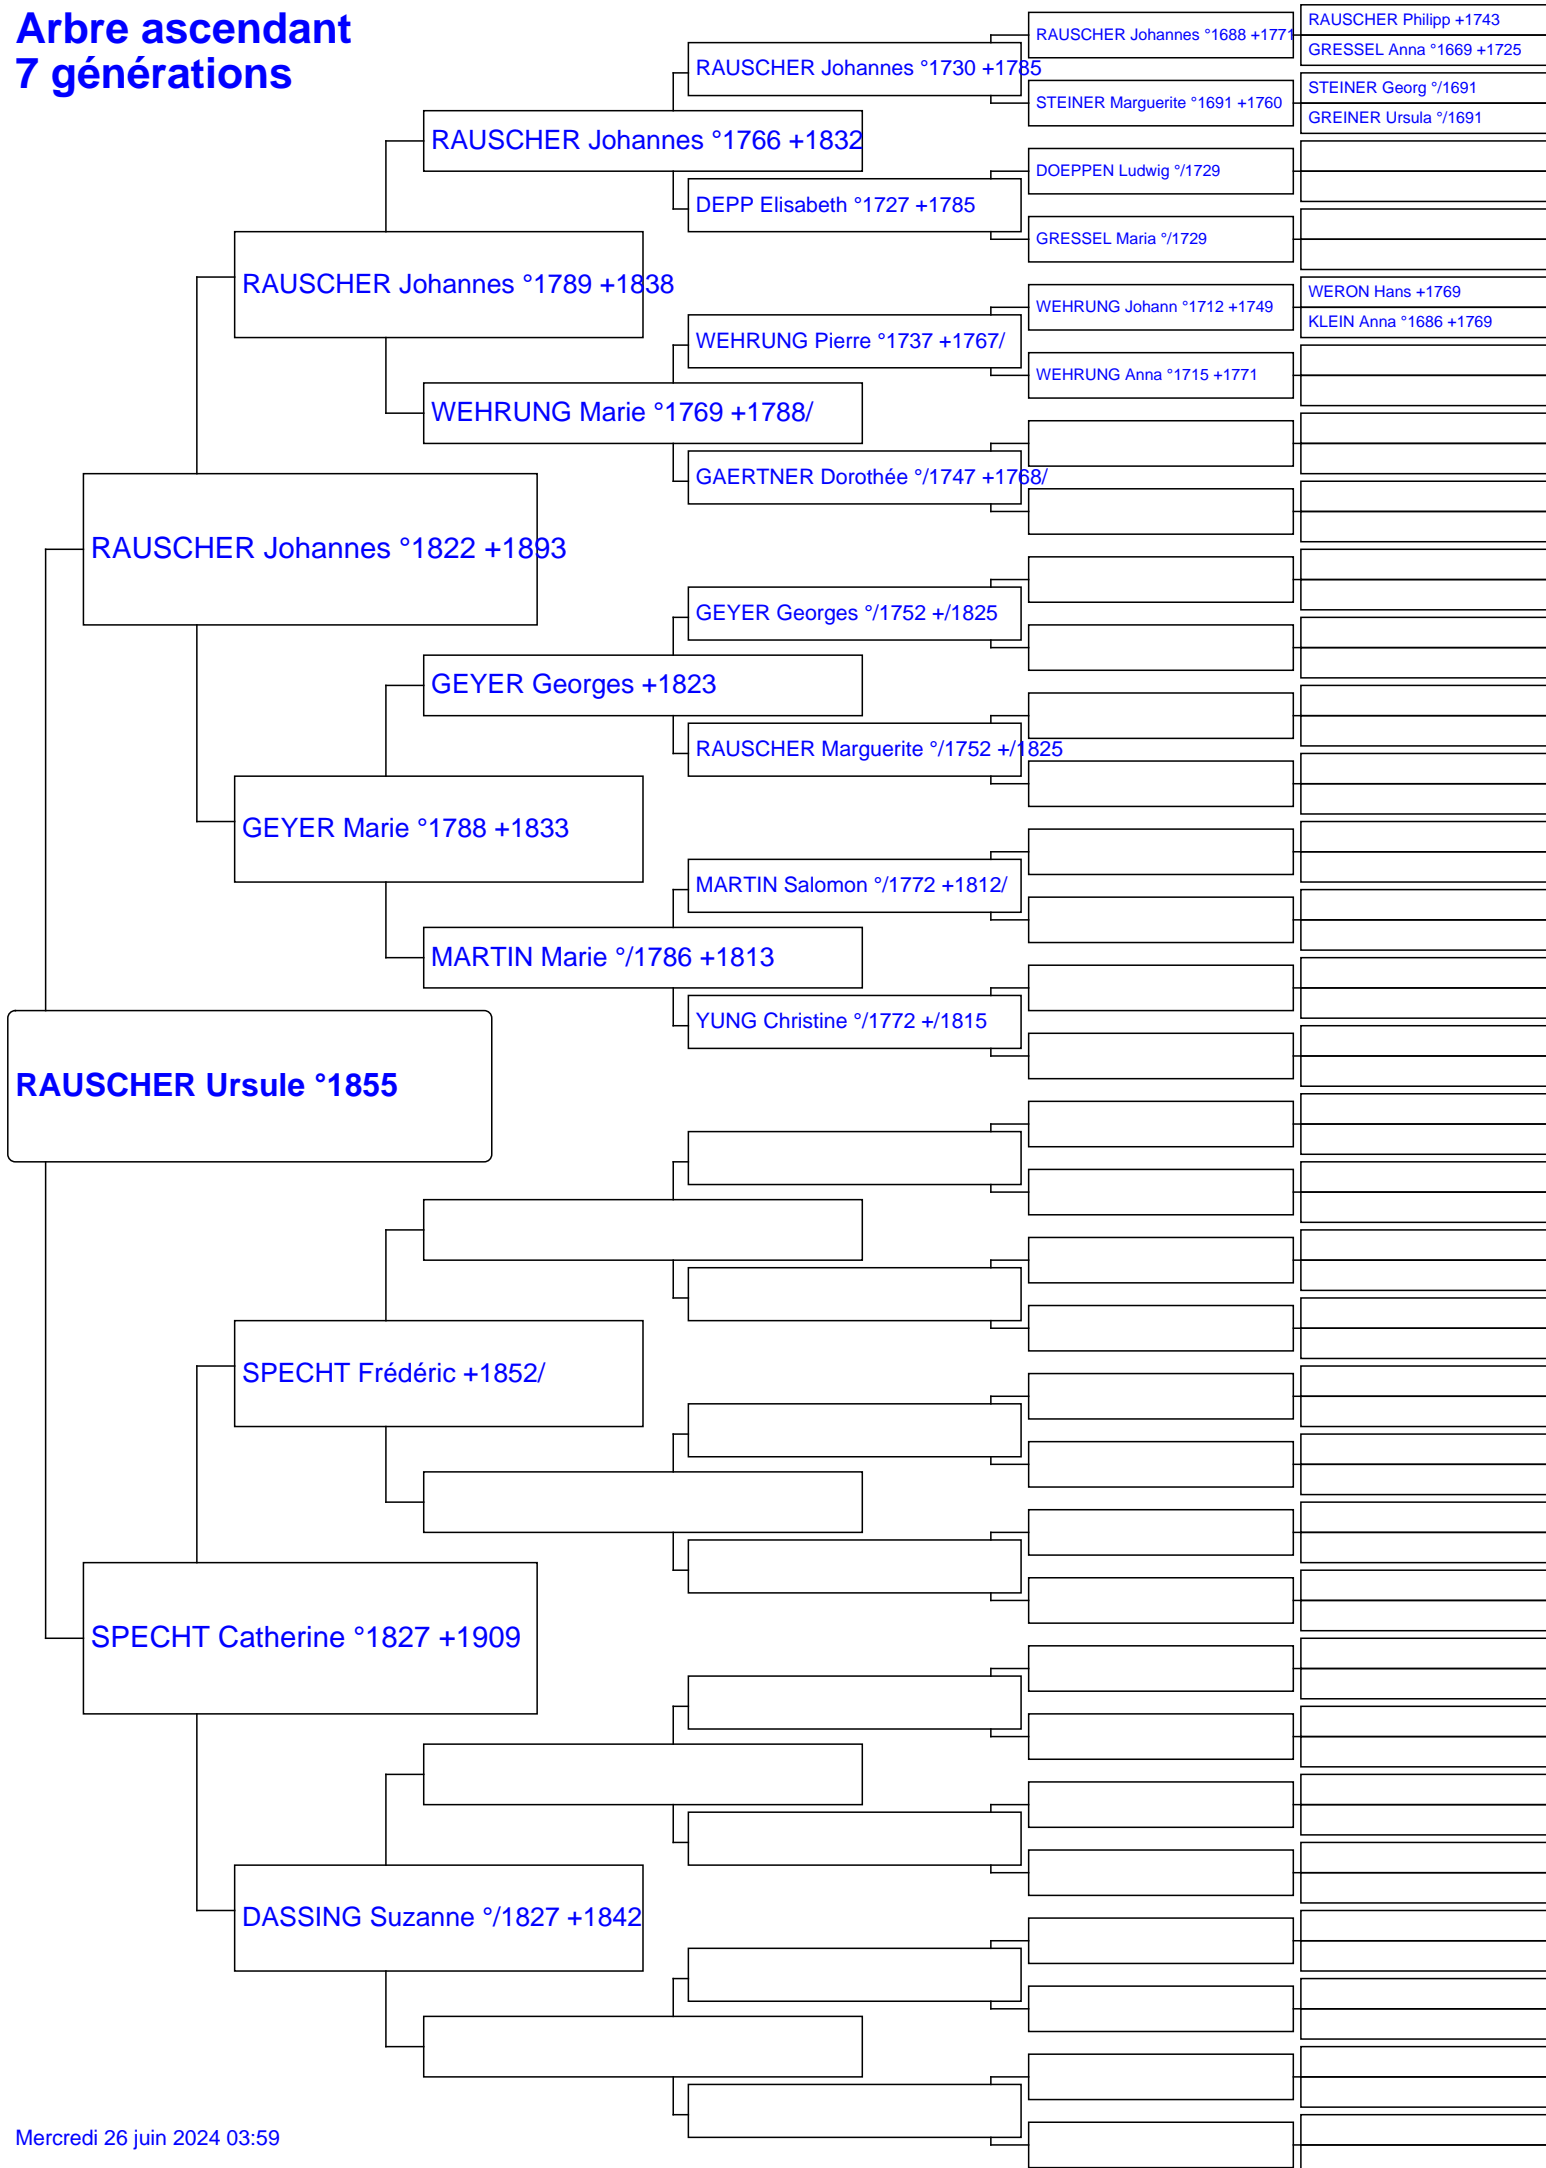 Arbre ascendant
7 générations
RAUSCHER Johannes °1688 +1771
RAUSCHER Philipp +1743
GRESSEL Anna °1669 +1725
RAUSCHER Johannes °1730 +1785
STEINER Marguerite °1691 +1760
STEINER Georg °/1691
GREINER Ursula °/1691
RAUSCHER Johannes °1766 +1832
DOEPPEN Ludwig °/1729
DEPP Elisabeth °1727 +1785
GRESSEL Maria °/1729
RAUSCHER Johannes °1789 +1838
WEHRUNG Johann °1712 +1749
WERON Hans +1769
KLEIN Anna °1686 +1769
WEHRUNG Pierre °1737 +1767/
WEHRUNG Anna °1715 +1771
WEHRUNG Marie °1769 +1788/
GAERTNER Dorothée °/1747 +1768/
RAUSCHER Johannes °1822 +1893
GEYER Georges °/1752 +/1825
GEYER Georges +1823
RAUSCHER Marguerite °/1752 +/1825
GEYER Marie °1788 +1833
MARTIN Salomon °/1772 +1812/
MARTIN Marie °/1786 +1813
YUNG Christine °/1772 +/1815
RAUSCHER Ursule °1855
SPECHT Frédéric +1852/
SPECHT Catherine °1827 +1909
DASSING Suzanne °/1827 +1842
Mercredi 26 juin 2024 03:59